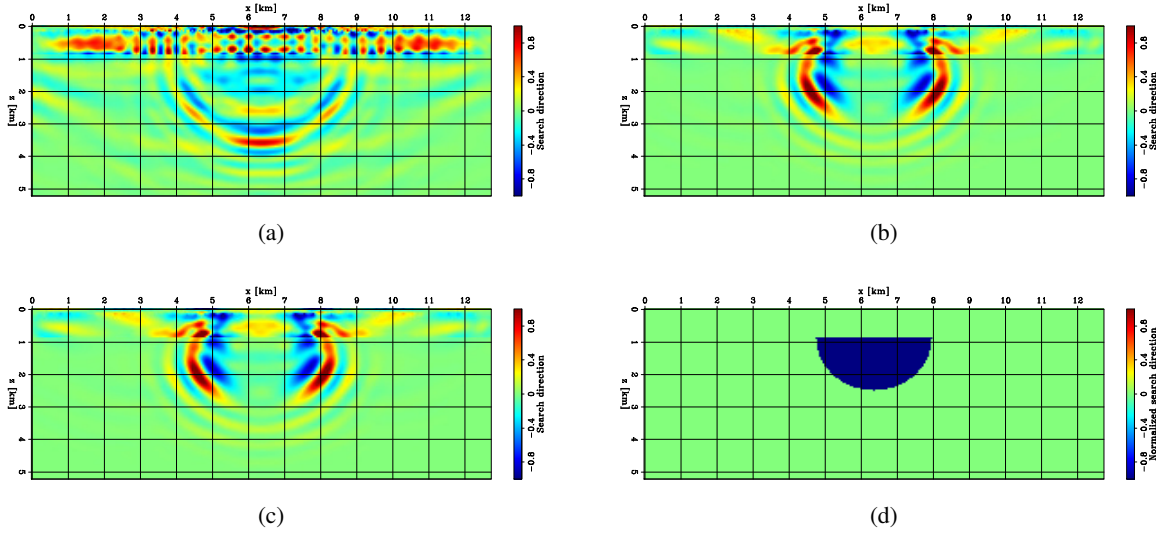 x [km]
0 1 2 3 4 5 6 7 8 9 10 11 12
z [km]
0 1 2 3 4 5
0.8 0.4 0 −0.4 −0.8
Search direction
(a)
x [km]
0 1 2 3 4 5 6 7 8 9 10 11 12
z [km]
0 1 2 3 4 5
0.8 0.4 0 −0.4 −0.8
Search direction
(b)
x [km]
0 1 2 3 4 5 6 7 8 9 10 11 12
z [km]
0 1 2 3 4 5
0.8 0.4 0 −0.4 −0.8
Search direction
(c)
x [km]
0 1 2 3 4 5 6 7 8 9 10 11 12
z [km]
0 1 2 3 4 5
0.8 0.4 0 −0.4 −0.8
Normalized search direction
(d)